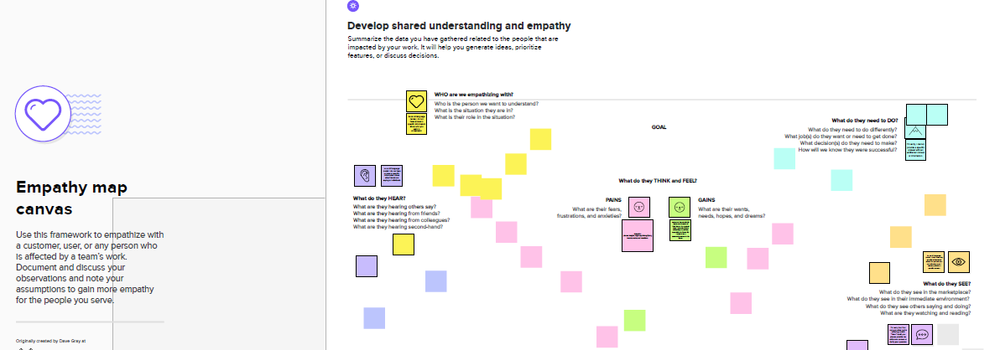 Empathy map
canvas
Use this framework to empathize with
a customer, user, or any person who
is affected by a team's work.
Document and discuss your
observations and note your
assumptions to gain more empathy
for the people you serve.
Originally created by Dave Gray at
Develop shared understanding and empathy
Summarize the data you have gathered related to the people that are
impacted by your work. It will help you generate ideas, prioritize
features, or discuss decisions.
WHO are we empathizing with?
Who is the person we want to understand?
What is the situation they are in?
What is their role in the situation?
GOAL
What do they need to DO?
What do they need to do differently?
What job(s) do they want or need to get done?
What decision(s) do they need to make?
How will we know they were successful?
What do they HEAR?
What are they hearing others say?
What are they hearing from friends?
What are they hearing from colleagues?
What are they hearing second-hand?
What do they THINK and FEEL?
PAINS
What are their fears,
frustrations, and anxieties?
GAINS
What are their wants,
needs, hopes, and dreams?
What do they SEE?
What do they see in the marketplace?
What do they see in their immediate environment?
What do they see others saying and doing?
What are they watching and reading?